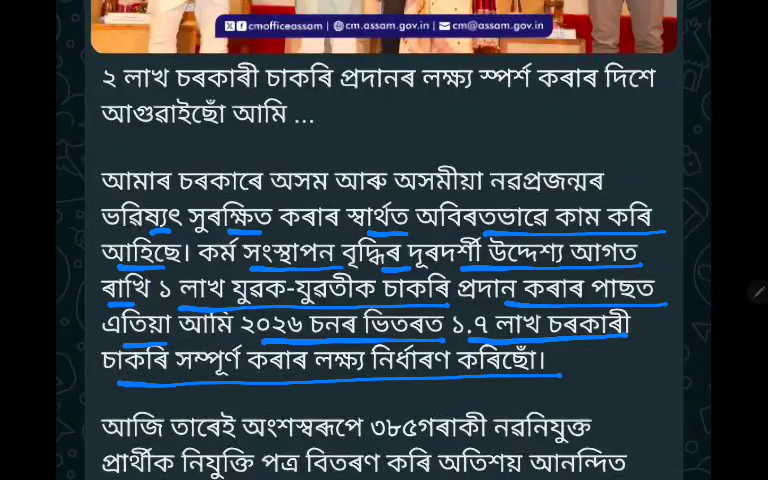 cmofficeassam | cm.assam.gov.in | cm@assam.gov.in
২ লাখ চৰকাৰী চাকৰি প্ৰদানৰ লক্ষ্য স্পৰ্শ কৰাৰ দিশে
আগুৱাইছোঁ আমি ...
আমাৰ চৰকাৰে অসম আৰু অসমীয়া নৱপ্ৰজন্মৰ
ভৱিষ্যৎ সুৰক্ষিত কৰাৰ স্বাৰ্থত অবিৰতভাৱে কাম কৰি
আহিছে। কৰ্ম সংস্থাপন বৃদ্ধিৰ দূৰদৰ্শী উদ্দেশ্য আগত
ৰাখি ১ লাখ যুৱক-যুৱতীক চাকৰি প্ৰদান কৰাৰ পাছত
এতিয়া আমি ২০২৬ চনৰ ভিতৰত ১.৭ লাখ চৰকাৰী
চাকৰি সম্পূৰ্ণ কৰাৰ লক্ষ্য নিৰ্ধাৰণ কৰিছোঁ।
আজি তাৰেই অংশস্বৰূপে ৩৮৫গৰাকী নৱনিযুক্ত
প্ৰাৰ্থীক নিযুক্তি পত্ৰ বিতৰণ কৰি অতিশয় আনন্দিত